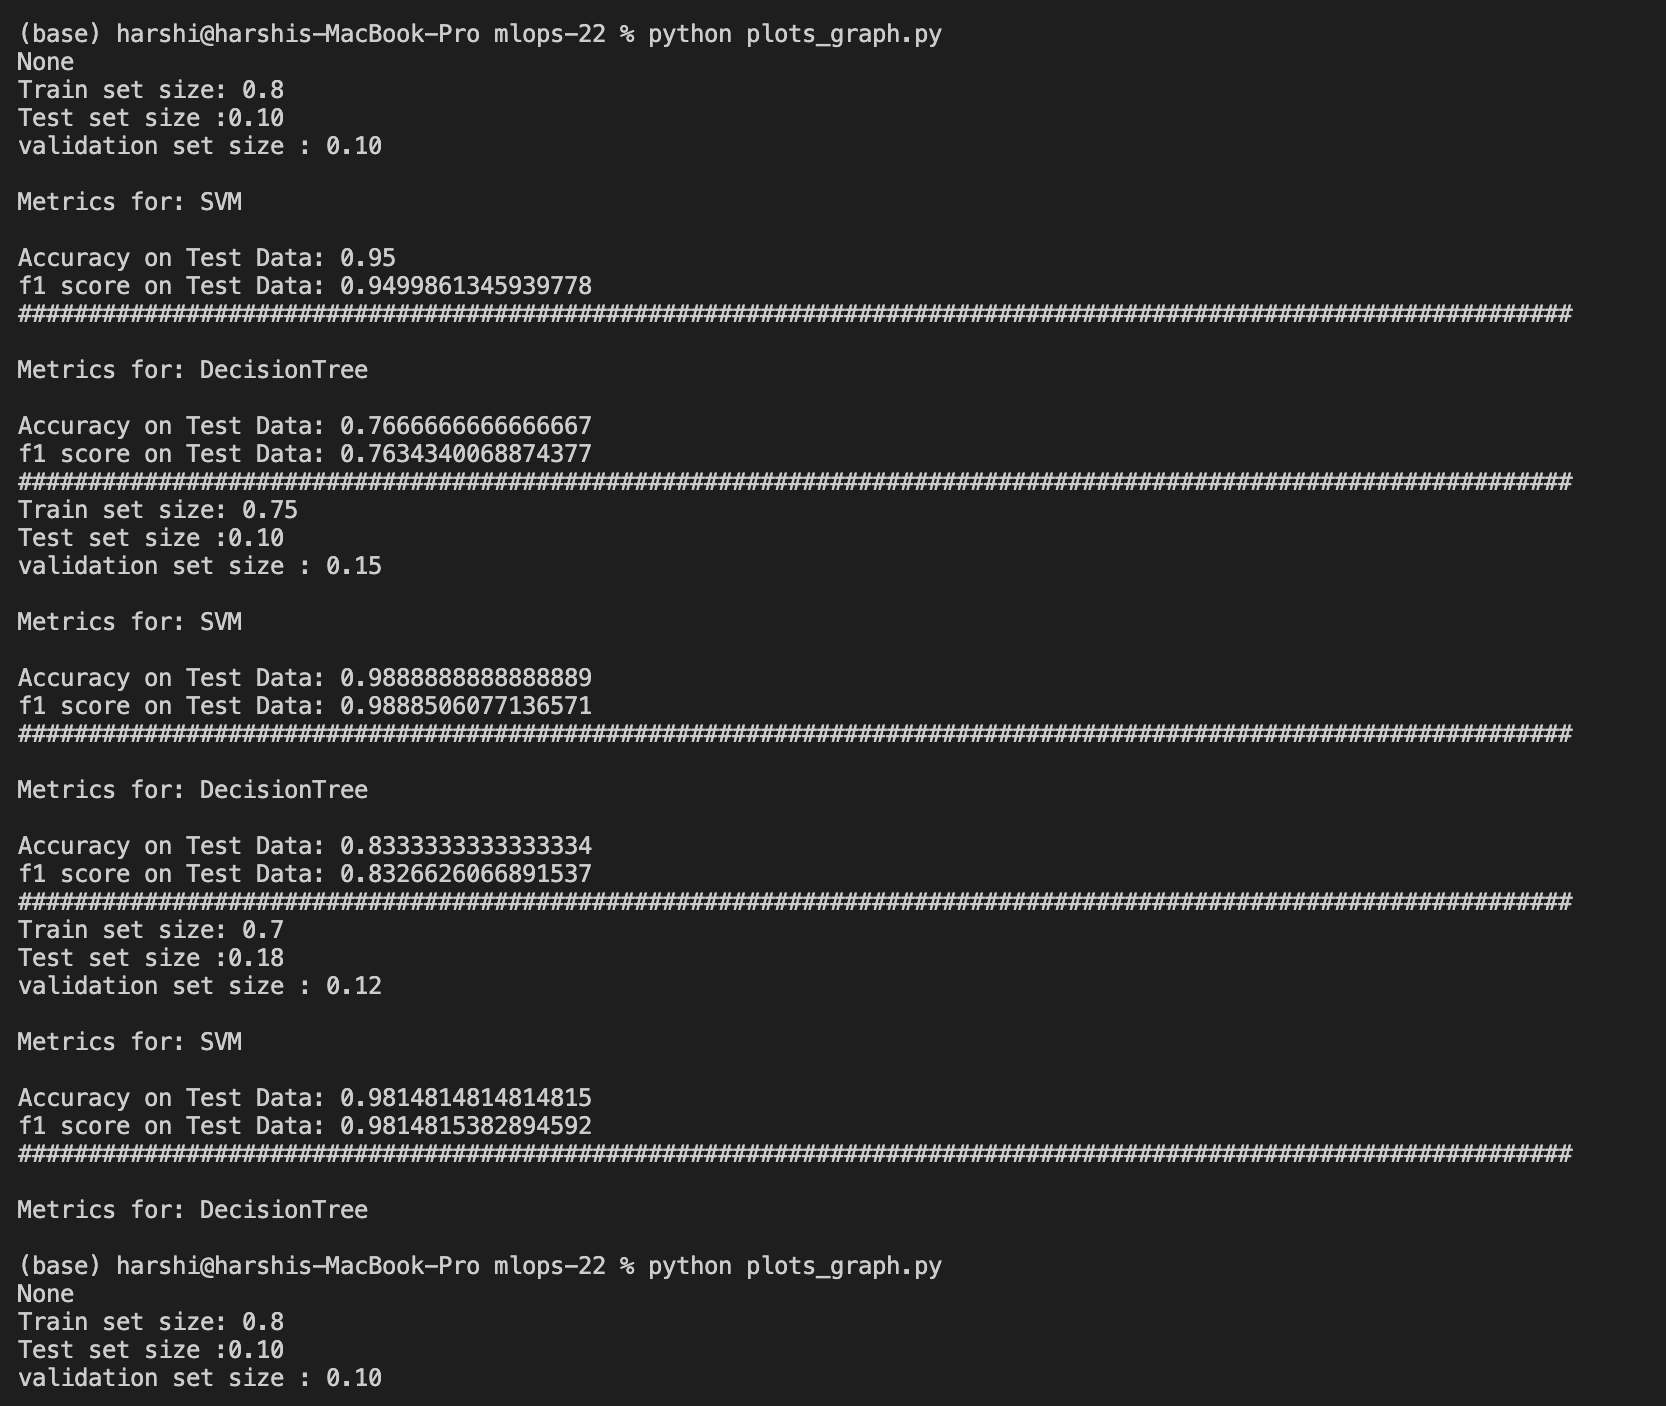 (base) harshi@harshis-MacBook-Pro mlops-22 % python plots_graph.py
None
Train set size: 0.8
Test set size :0.10
validation set size : 0.10
Metrics for: SVM
Accuracy on Test Data: 0.95
f1 score on Test Data: 0.9499861345939778
###############################################################################################################
Metrics for: DecisionTree
Accuracy on Test Data: 0.7666666666666667
f1 score on Test Data: 0.7634340068874377
###############################################################################################################
Train set size: 0.75
Test set size :0.10
validation set size : 0.15
Metrics for: SVM
Accuracy on Test Data: 0.9888888888888889
f1 score on Test Data: 0.9888506077136571
###############################################################################################################
Metrics for: DecisionTree
Accuracy on Test Data: 0.8333333333333334
f1 score on Test Data: 0.8326626066891537
###############################################################################################################
Train set size: 0.7
Test set size :0.18
validation set size : 0.12
Metrics for: SVM
Accuracy on Test Data: 0.9814814814814815
f1 score on Test Data: 0.9814815382894592
###############################################################################################################
Metrics for: DecisionTree
(base) harshi@harshis-MacBook-Pro mlops-22 % python plots_graph.py
None
Train set size: 0.8
Test set size :0.10
validation set size : 0.10